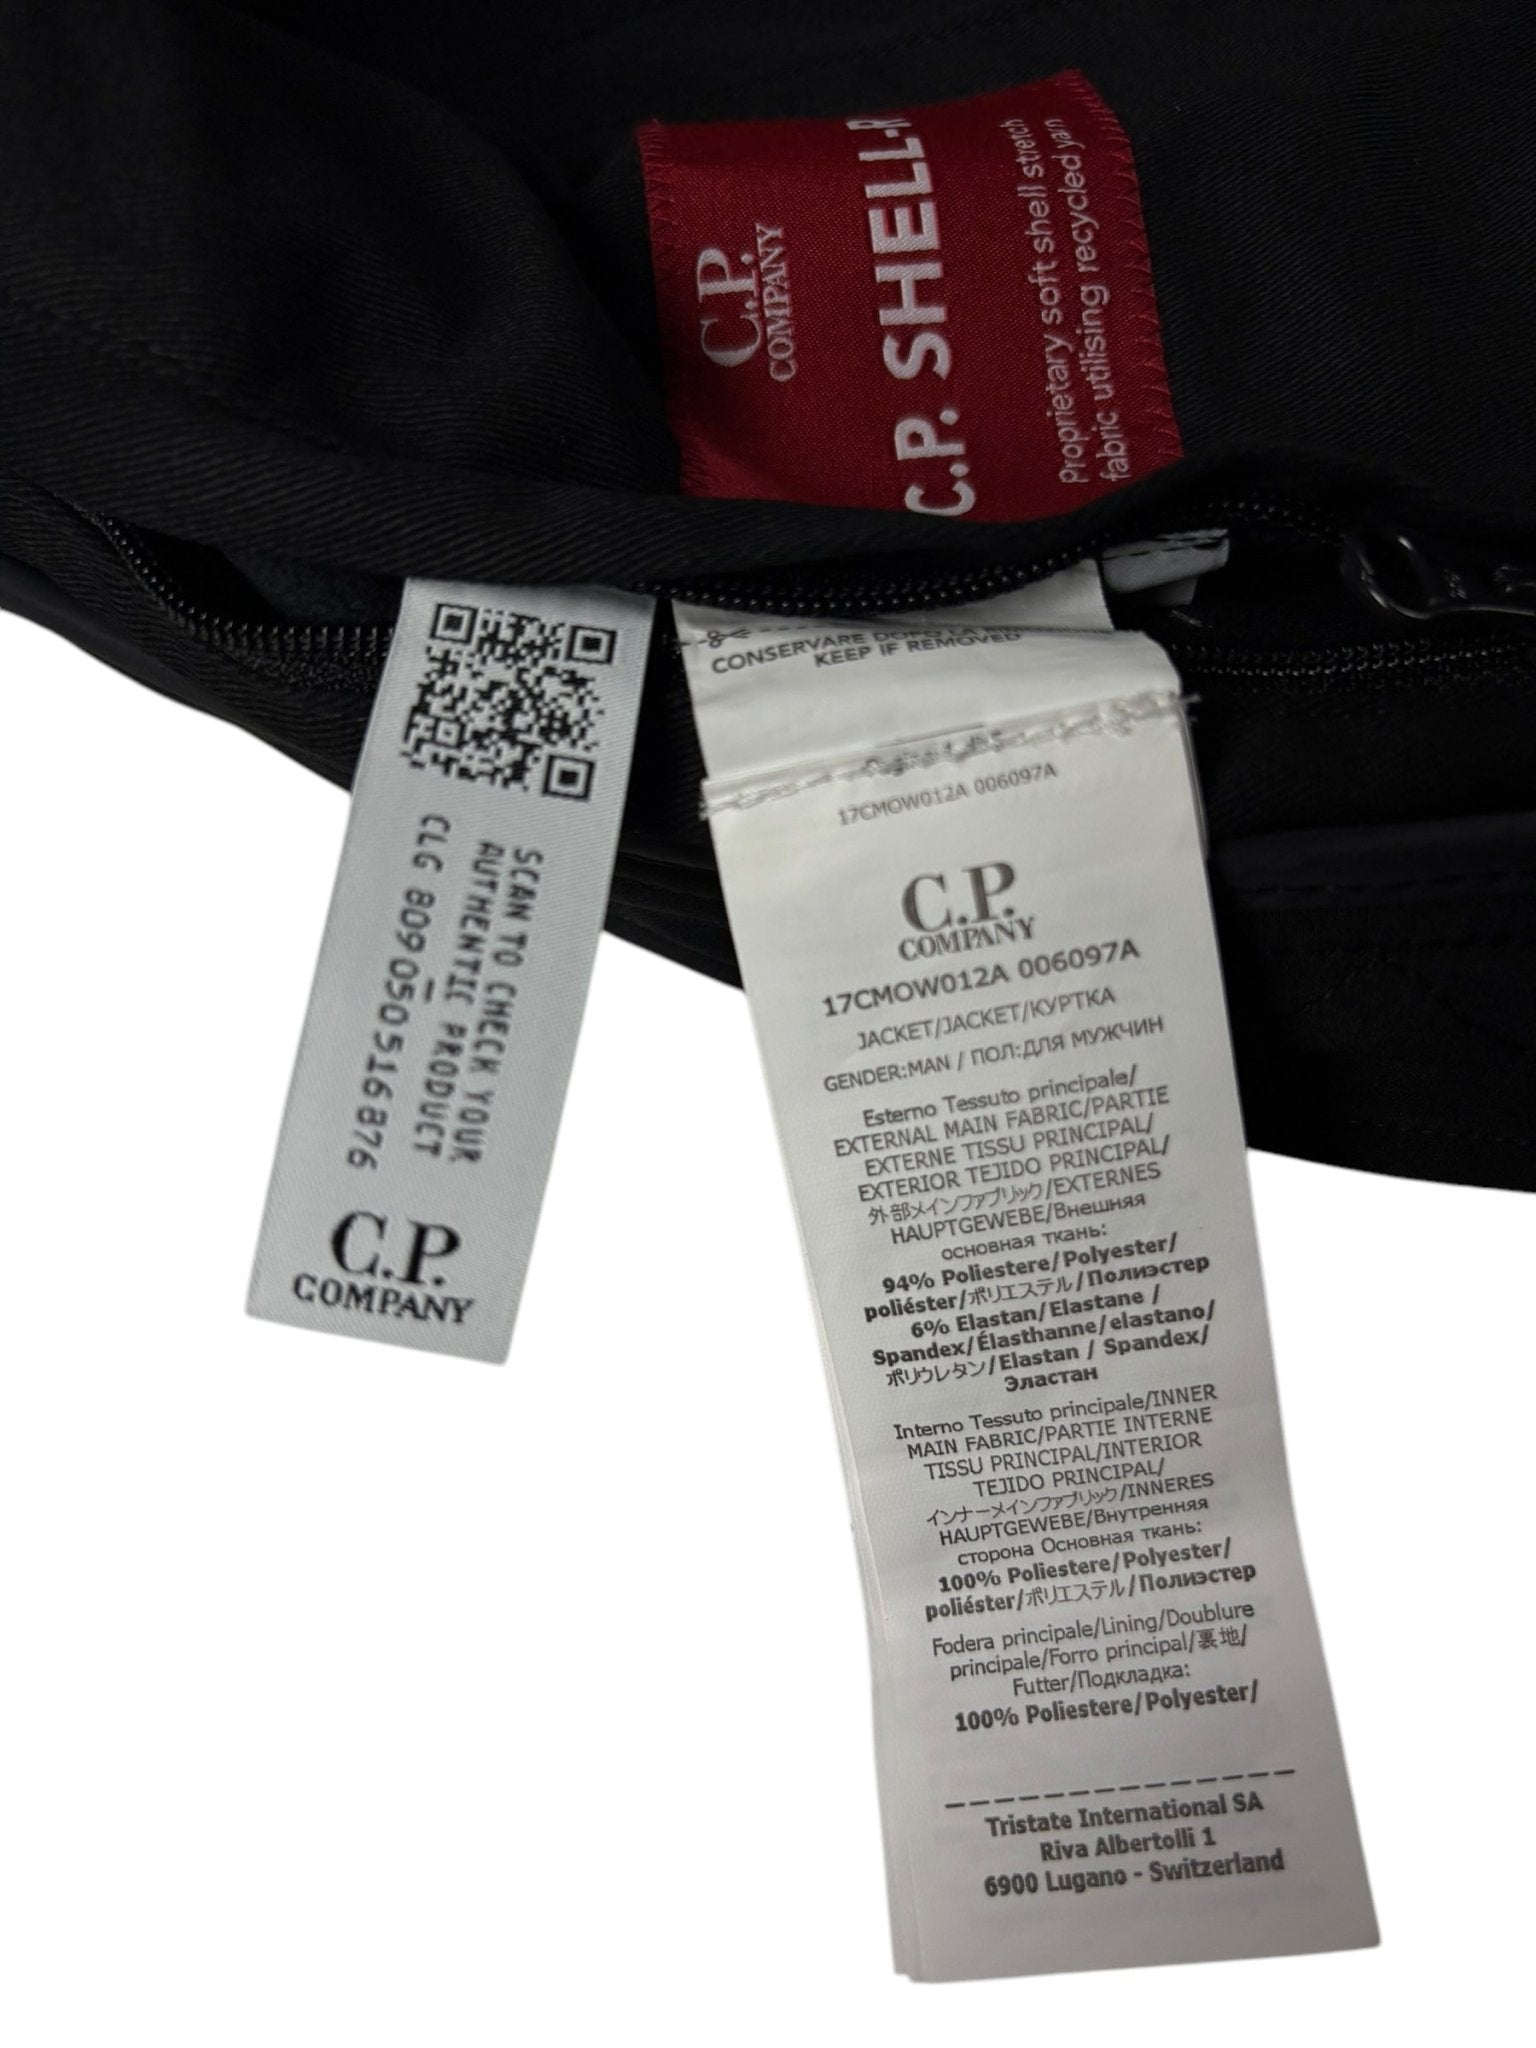 C.P.
COMPANY
C.P. SHELL-R
Proprietary soft shell stretch
fabric utilising recycled yarn
SCAN TO CHECK YOUR
AUTHENTIC PRODUCT
CLG 809050516876
C.P.
COMPANY
CONSERVARE DOPO LA
KEEP IF REMOVED
17CMOW012A 006097A
C.P.
COMPANY
17CMOW012A 006097A
JACKET/JACKET/КУРТКА
GENDER:MAN / ПОЛ:ДЛЯ МУЖЧИН
Esterno Tessuto principale/
EXTERNAL MAIN FABRIC/PARTIE
EXTERNE TISSU PRINCIPAL/
EXTERIOR TEJIDO PRINCIPAL/
外部メインファブリック/EXTERNES
HAUPTGEWEBE/Внешняя
основная ткань:
94% Poliestere/Polyester/
poliéster/ポリエステル/Полиэстер
6% Elastan/Elastane /
Spandex/Élasthanne/elastano/
ポリウレタン/Elastan / Spandex/
Эластан
Interno Tessuto principale/INNER
MAIN FABRIC/PARTIE INTERNE
TISSU PRINCIPAL/INTERIOR
TEJIDO PRINCIPAL/
インナーメインファブリック/INNERES
HAUPTGEWEBE/Внутренняя
сторона Основная ткань:
100% Poliestere/Polyester/
poliéster/ポリエステル/Полиэстер
Fodera principale/Lining/Doublure
principale/Forro principal/裏地/
Futter/Подкладка:
100% Poliestere/Polyester/
Tristate International SA
Riva Albertolli 1
6900 Lugano - Switzerland